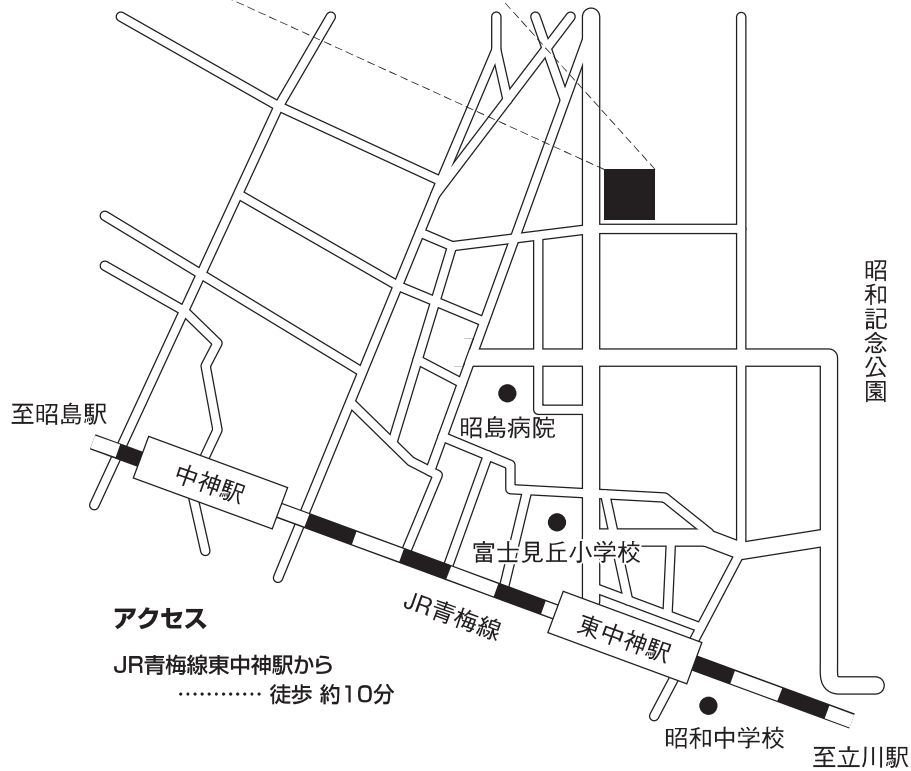 昭和記念公園
至昭島駅
昭島病院
中神駅
富士見丘小学校
JR青梅線
東中神駅
アクセス
JR青梅線東中神駅から
………… 徒歩 約10分
昭和中学校
至立川駅